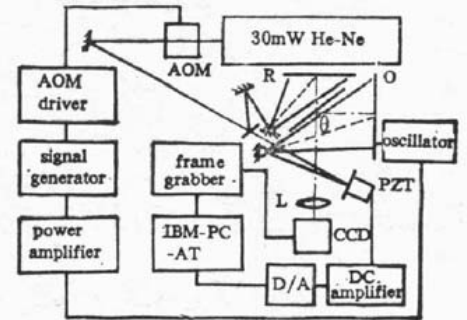 30mW He-Ne
AOM
R
O
AOM
driver
θ
oscillator
signal
generator
frame
grabber
PZT
L
power
amplifier
IBM-PC
-AT
CCD
D/A
DC.
amplifier